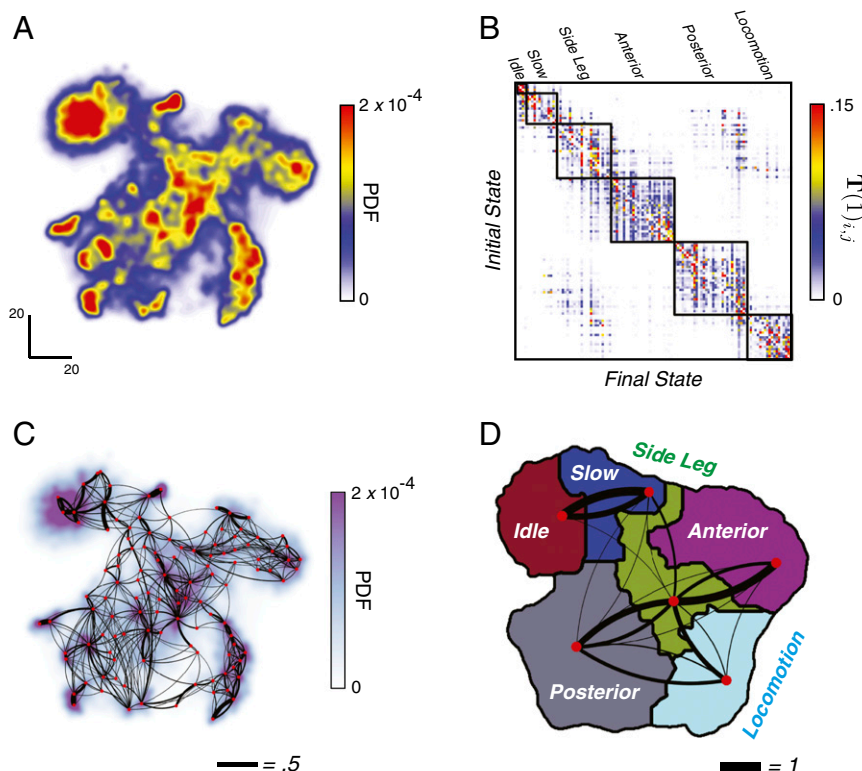 A
2 x 10⁻⁴
PDF
0
20
20
B
Idle
Slow
Side Leg
Anterior
Posterior
Locomotion
Initial State
Final State
.15
T(1)i,j
0
C
2 x 10⁻⁴
PDF
0
= .5
D
Side Leg
Slow
Idle
Anterior
Posterior
Locomotion
= 1